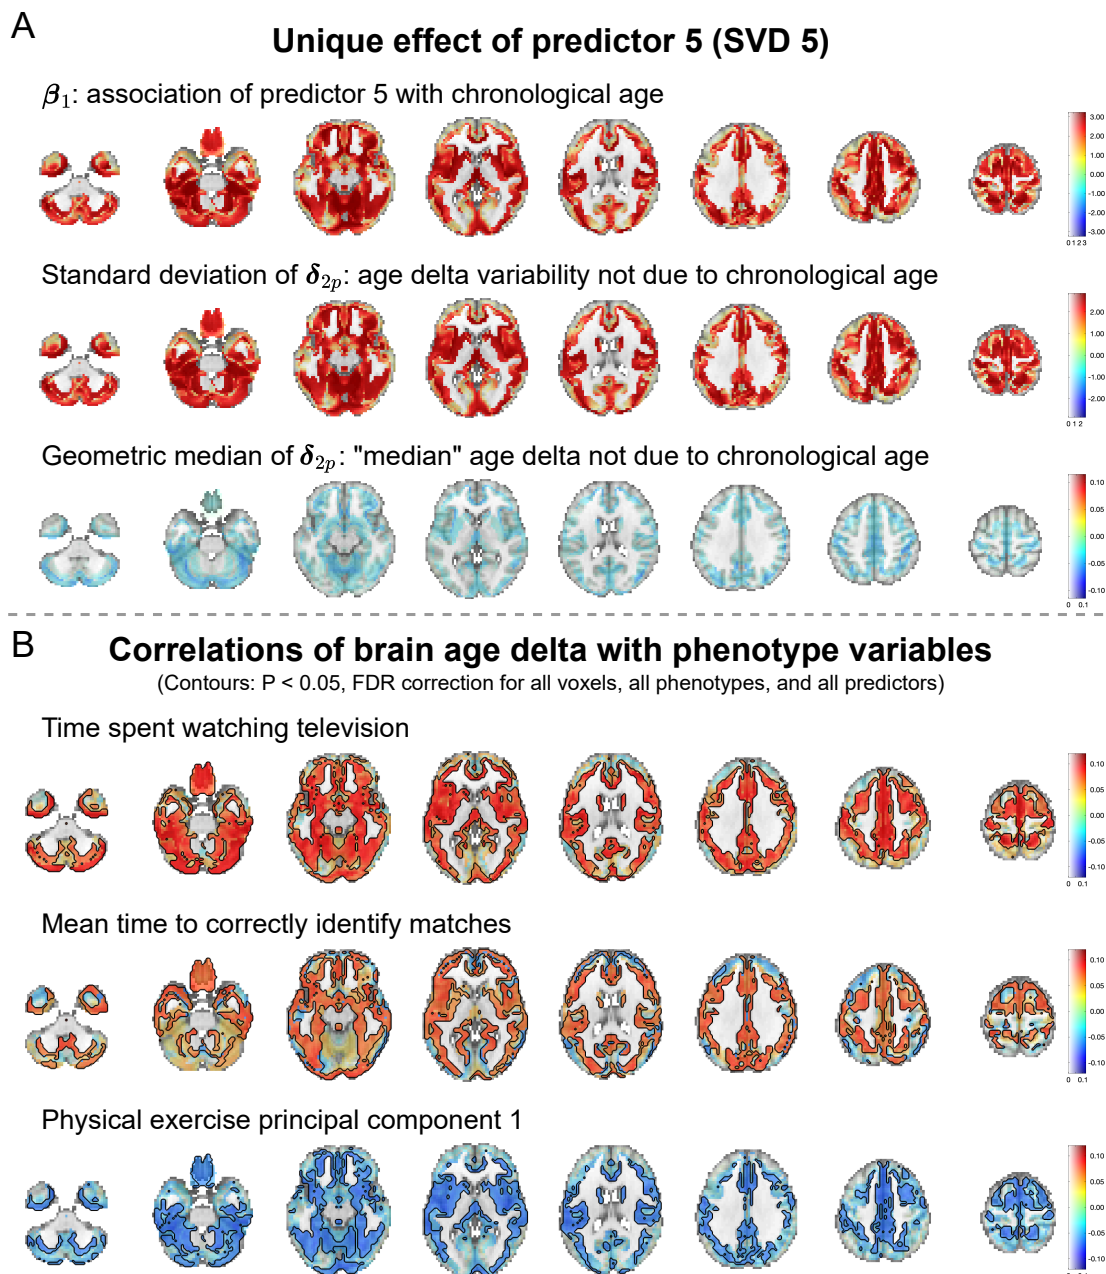 A
Unique effect of predictor 5 (SVD 5)
β₁: association of predictor 5 with chronological age
3.00
2.00
1.00
0.00
-1.00
-2.00
-3.00
0 1 2 3
Standard deviation of δ₂ₚ: age delta variability not due to chronological age
2.00
1.00
0.00
-1.00
-2.00
0 1 2
Geometric median of δ₂ₚ: "median" age delta not due to chronological age
0.10
0.05
0.00
-0.05
-0.10
0 0.1
B
Correlations of brain age delta with phenotype variables
(Contours: P < 0.05, FDR correction for all voxels, all phenotypes, and all predictors)
Time spent watching television
0.10
0.05
0.00
-0.05
-0.10
0 0.1
Mean time to correctly identify matches
0.10
0.05
0.00
-0.05
-0.10
0 0.1
Physical exercise principal component 1
0.10
0.05
0.00
-0.05
-0.10